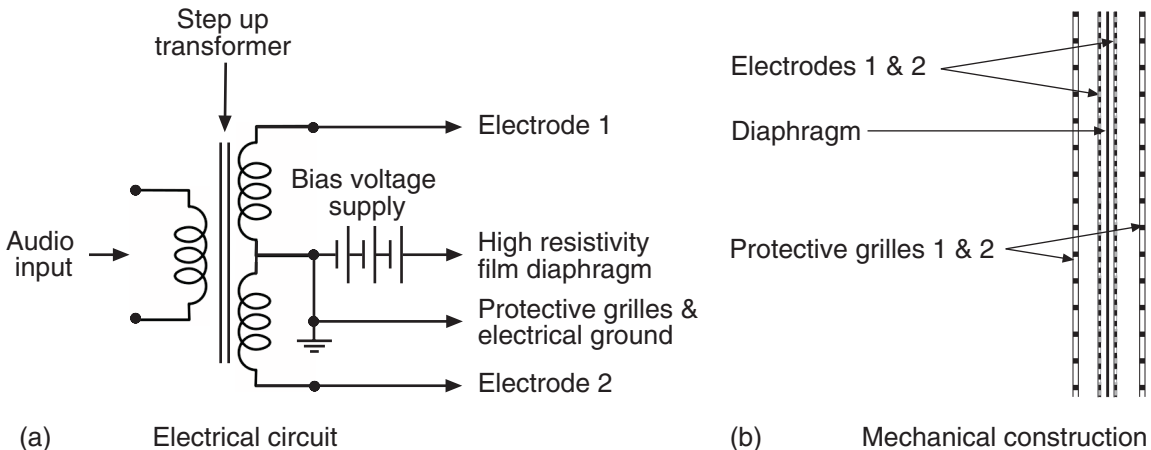 Step up
transformer
Electrode 1
Bias voltage
supply
Audio
input
High resistivity
film diaphragm
Protective grilles &
electrical ground
Electrode 2
(a) Electrical circuit
Electrodes 1 & 2
Diaphragm
Protective grilles 1 & 2
(b) Mechanical construction